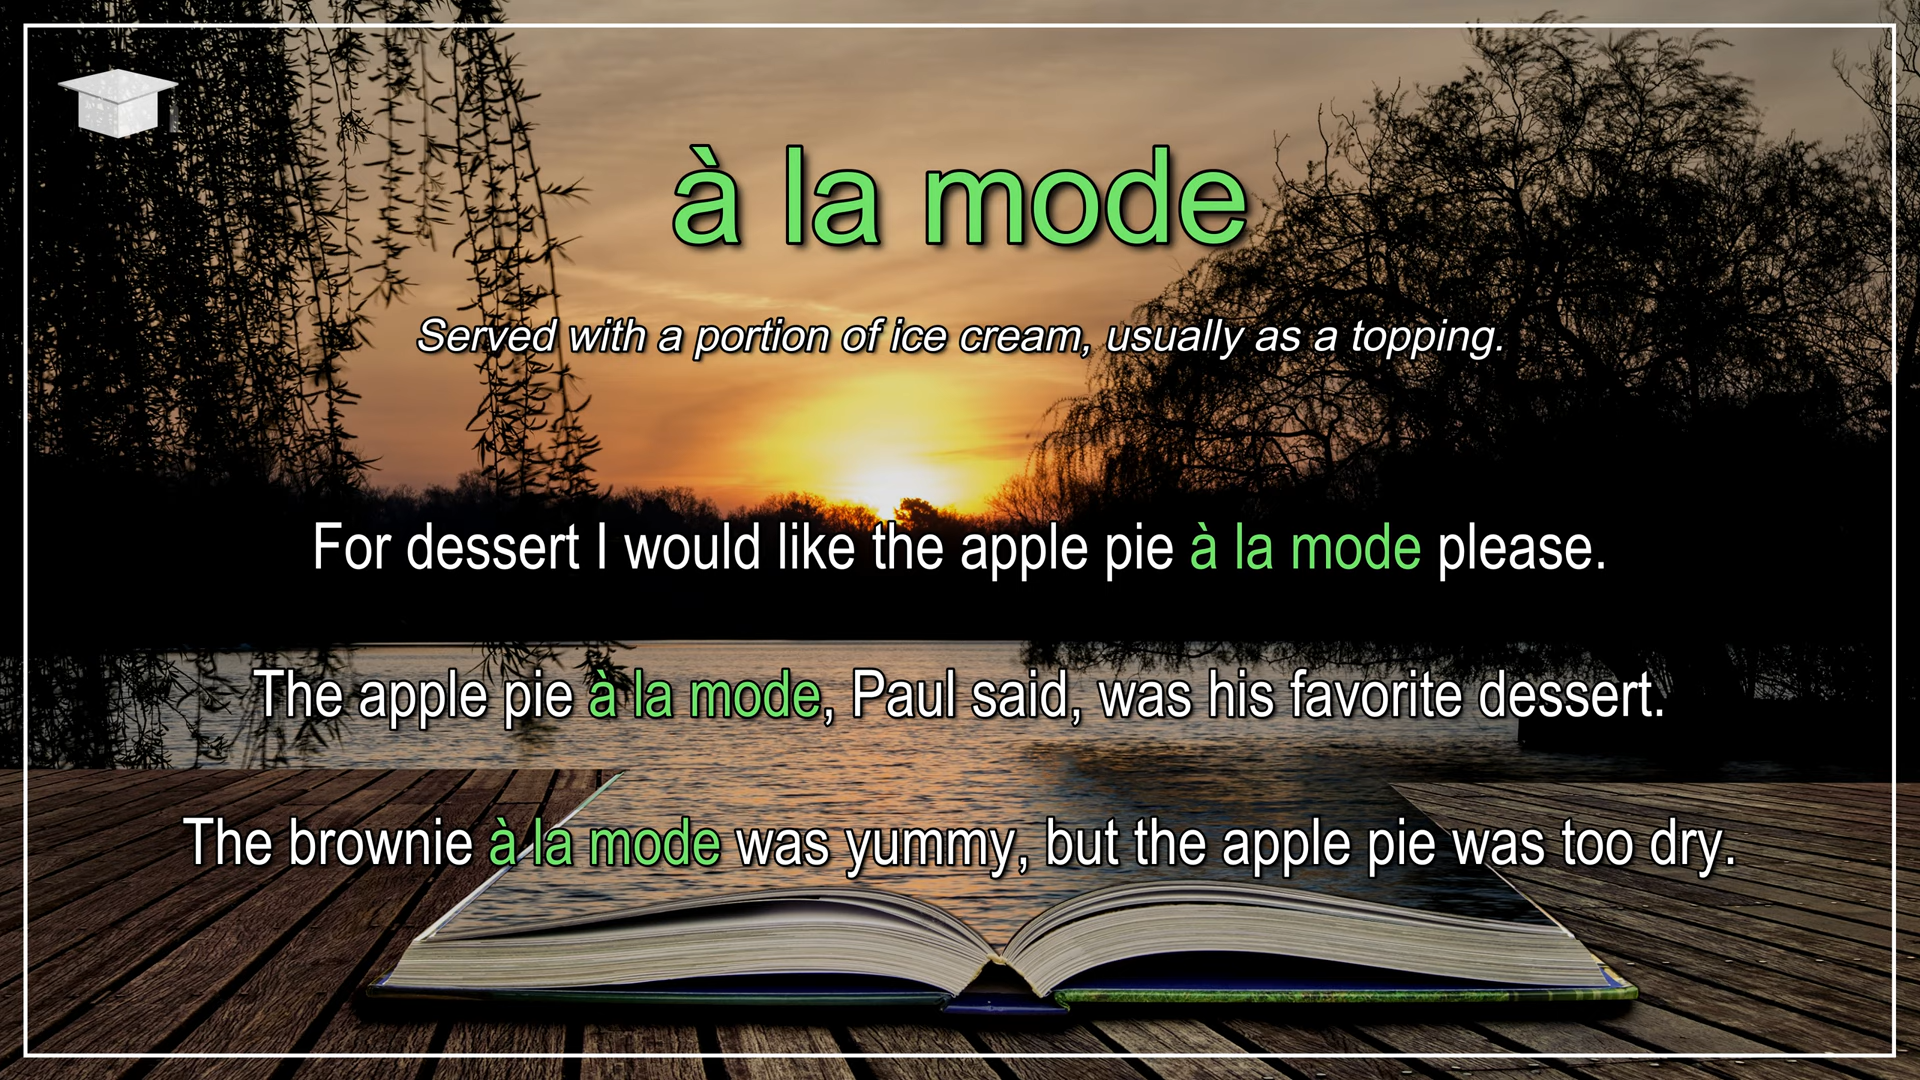 à la mode
Served with a portion of ice cream, usually as a topping.
For dessert I would like the apple pie à la mode please.
The apple pie à la mode, Paul said, was his favorite dessert.
The brownie à la mode was yummy, but the apple pie was too dry.